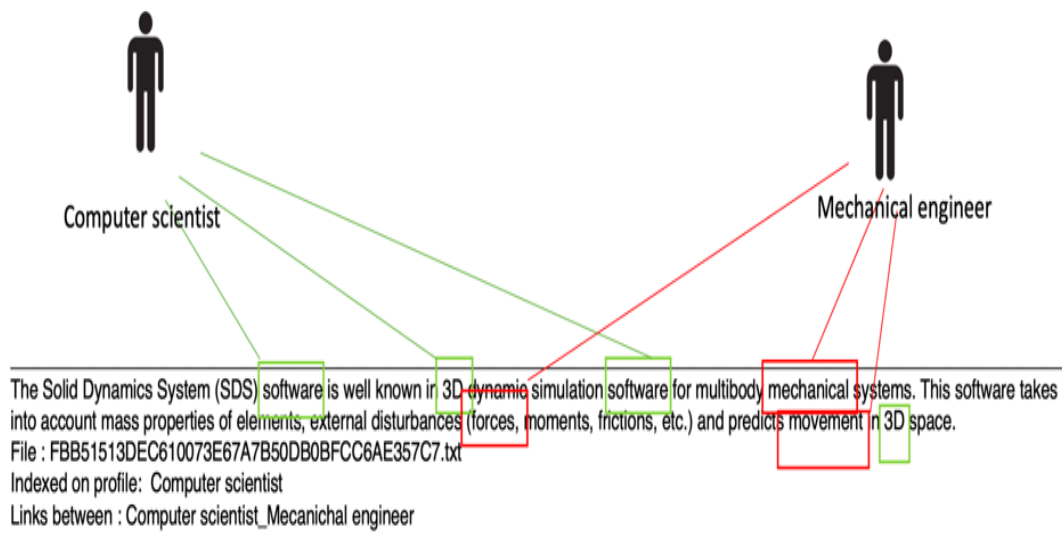 Computer scientist
Mechanical engineer
The Solid Dynamics System (SDS) software is well known in 3D dynamic simulation software for multibody mechanical systems. This software takes
into account mass properties of elements, external disturbances (forces, moments, frictions, etc.) and predicts movement in 3D space.
File : FBB51513DEC610073E67A7B50DB0BFCC6AE357C7.txt
Indexed on profile: Computer scientist
Links between : Computer scientist_Mecanichal engineer